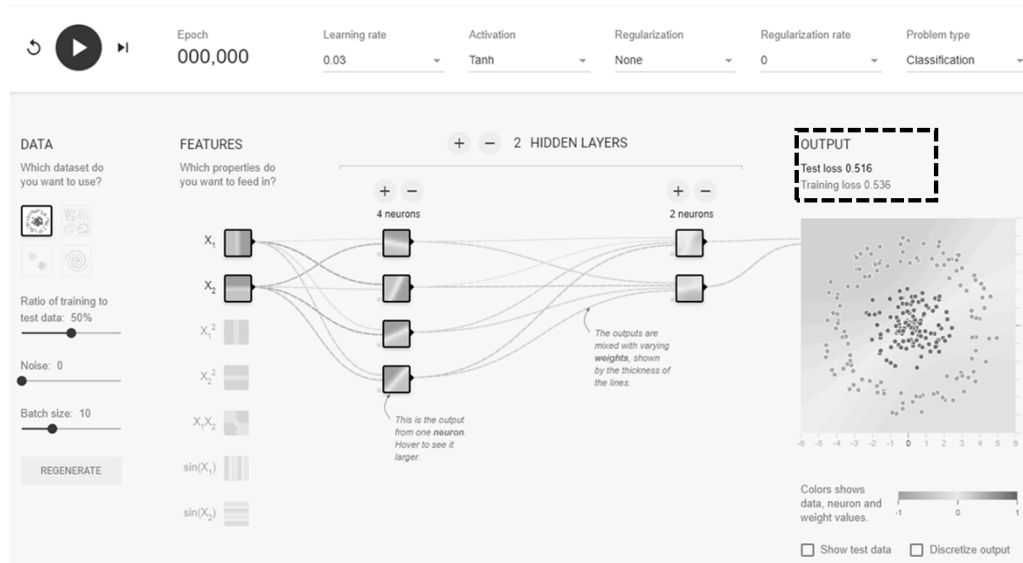 Epoch
000,000
Learning rate
0.03
Activation
Tanh
Regularization
None
Regularization rate
0
Problem type
Classification
DATA
Which dataset do
you want to use?
Ratio of training to
test data: 50%
Noise: 0
Batch size: 10
REGENERATE
FEATURES
Which properties do
you want to feed in?
X₁
X₂
X₁²
X₂²
X₁X₂
sin(X₁)
sin(X₂)
+ − 2 HIDDEN LAYERS
+ −
4 neurons
+ −
2 neurons
This is the output
from one neuron.
Hover to see it
larger.
The outputs are
mixed with varying
weights, shown
by the thickness of
the lines.
OUTPUT
Test loss 0.516
Training loss 0.536
-6 -5 -4 -3 -2 -1 0 1 2 3 4 5 6
Colors shows
data, neuron and
weight values.
-1 0 1
Show test data
Discretize output